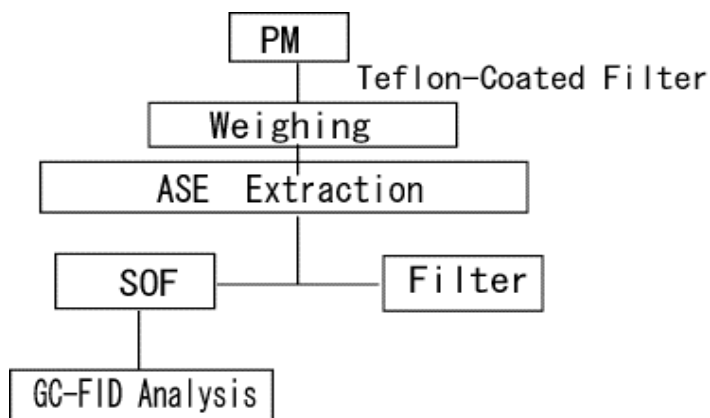 PM
Teflon-Coated Filter
Weighing
ASE Extraction
SOF
Filter
GC-FID Analysis